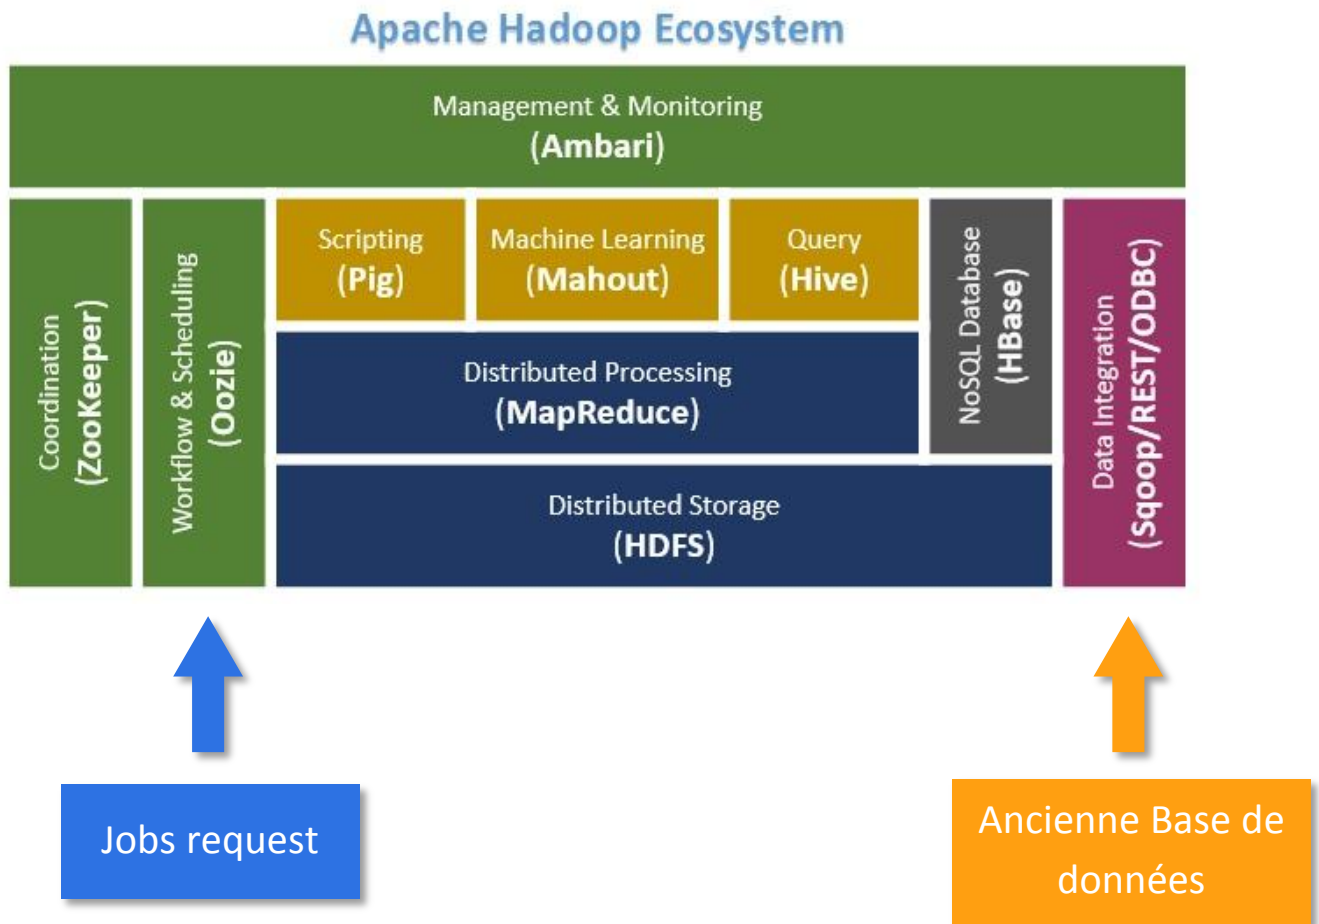 Apache Hadoop Ecosystem
Management & Monitoring
(Ambari)
Coordination
(ZooKeeper)
Workflow & Scheduling
(Oozie)
Scripting
(Pig)
Machine Learning
(Mahout)
Query
(Hive)
Distributed Processing
(MapReduce)
Distributed Storage
(HDFS)
NoSQL Database
(HBase)
Data Integration
(Sqoop/REST/ODBC)
Jobs request
Ancienne Base de
données